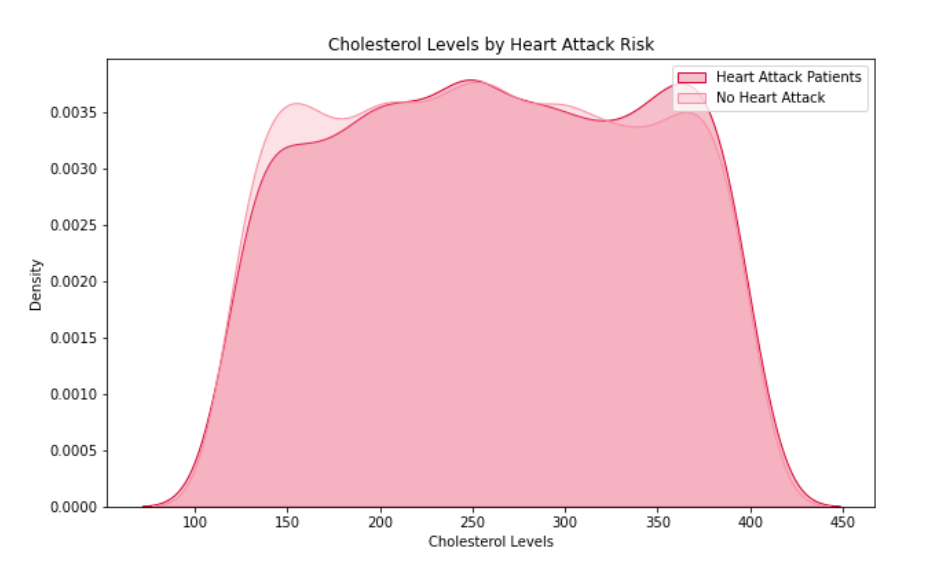 Cholesterol Levels by Heart Attack Risk
Heart Attack Patients
No Heart Attack
0.0035
0.0030
0.0025
0.0020
0.0015
0.0010
0.0005
0.0000
Density
100 150 200 250 300 350 400 450
Cholesterol Levels